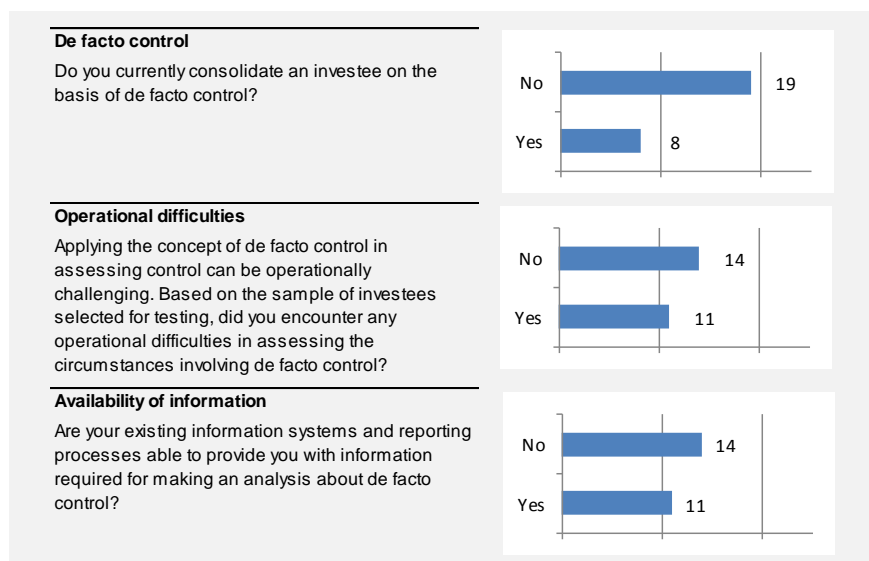 De facto control
Do you currently consolidate an investee on the
basis of de facto control?
No
19
Yes
8
Operational difficulties
Applying the concept of de facto control in
assessing control can be operationally
challenging. Based on the sample of investees
selected for testing, did you encounter any
operational difficulties in assessing the
circumstances involving de facto control?
No
14
Yes
11
Availability of information
Are your existing information systems and reporting
processes able to provide you with information
required for making an analysis about de facto
control?
No
14
Yes
11